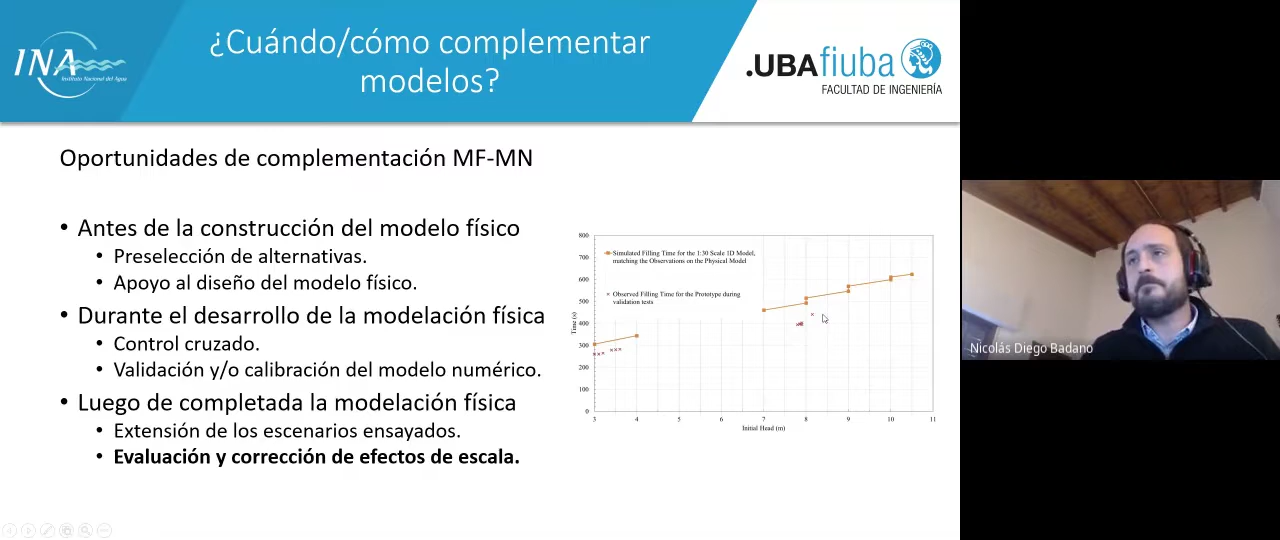 ¿Cuándo/cómo complementar
modelos?
INA
Instituto Nacional del Agua
.UBAfiuba
FACULTAD DE INGENIERÍA
Oportunidades de complementación MF-MN
• Antes de la construcción del modelo físico
• Preselección de alternativas.
• Apoyo al diseño del modelo físico.
• Durante el desarrollo de la modelación física
• Control cruzado.
• Validación y/o calibración del modelo numérico.
• Luego de completada la modelación física
• Extensión de los escenarios ensayados.
• Evaluación y corrección de efectos de escala.
800
700
600
500
400
300
200
100
0
Time (s)
Simulated Filling Time for the 1:30 Scale 1D Model,
matching the Observations on the Physical Model
Observed Filling Time for the Prototype during
validation tests
3 4 5 6 7 8 9 10 11
Initial Head (m)
Nicolás Diego Badano